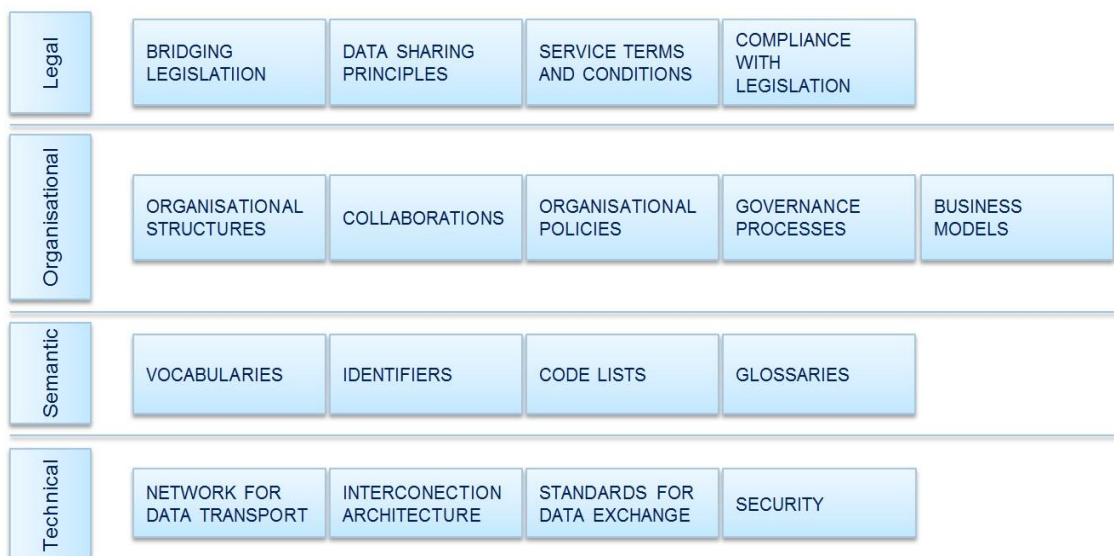 Legal
BRIDGING
LEGISLATIION
DATA SHARING
PRINCIPLES
SERVICE TERMS
AND CONDITIONS
COMPLIANCE
WITH
LEGISLATION
Organisational
ORGANISATIONAL
STRUCTURES
COLLABORATIONS
ORGANISATIONAL
POLICIES
GOVERNANCE
PROCESSES
BUSINESS
MODELS
Semantic
VOCABULARIES
IDENTIFIERS
CODE LISTS
GLOSSARIES
Technical
NETWORK FOR
DATA TRANSPORT
INTERCONECTION
ARCHITECTURE
STANDARDS FOR
DATA EXCHANGE
SECURITY